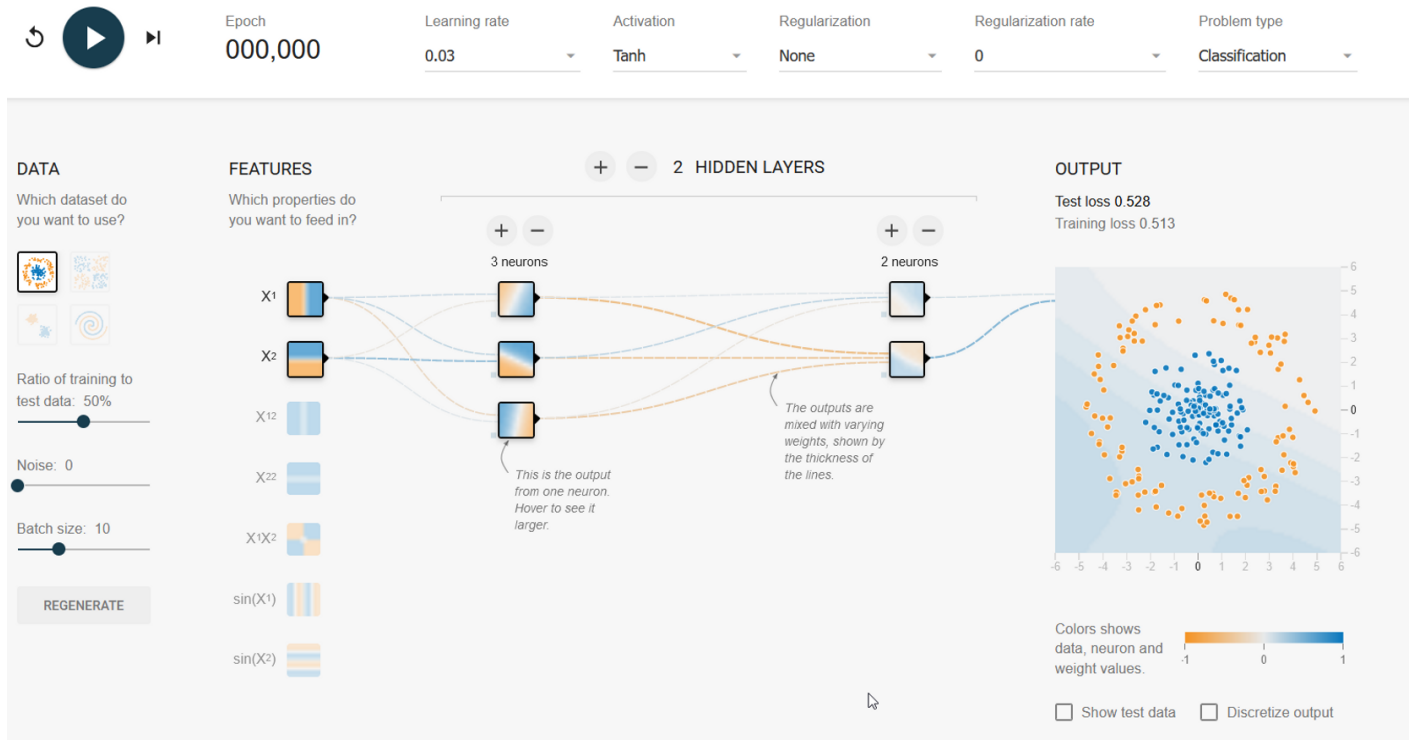 Epoch
000,000
Learning rate
0.03
Activation
Tanh
Regularization
None
Regularization rate
0
Problem type
Classification
DATA
Which dataset do
you want to use?
Ratio of training to
test data: 50%
Noise: 0
Batch size: 10
REGENERATE
FEATURES
Which properties do
you want to feed in?
X1
X2
X12
X22
X1X2
sin(X1)
sin(X2)
2 HIDDEN LAYERS
3 neurons
2 neurons
This is the output
from one neuron.
Hover to see it
larger.
The outputs are
mixed with varying
weights, shown by
the thickness of
the lines.
OUTPUT
Test loss 0.528
Training loss 0.513
6
5
4
3
2
1
0
-1
-2
-3
-4
-5
-6
-6 -5 -4 -3 -2 -1 0 1 2 3 4 5 6
Colors shows
data, neuron and
weight values.
-1 0 1
Show test data
Discretize output